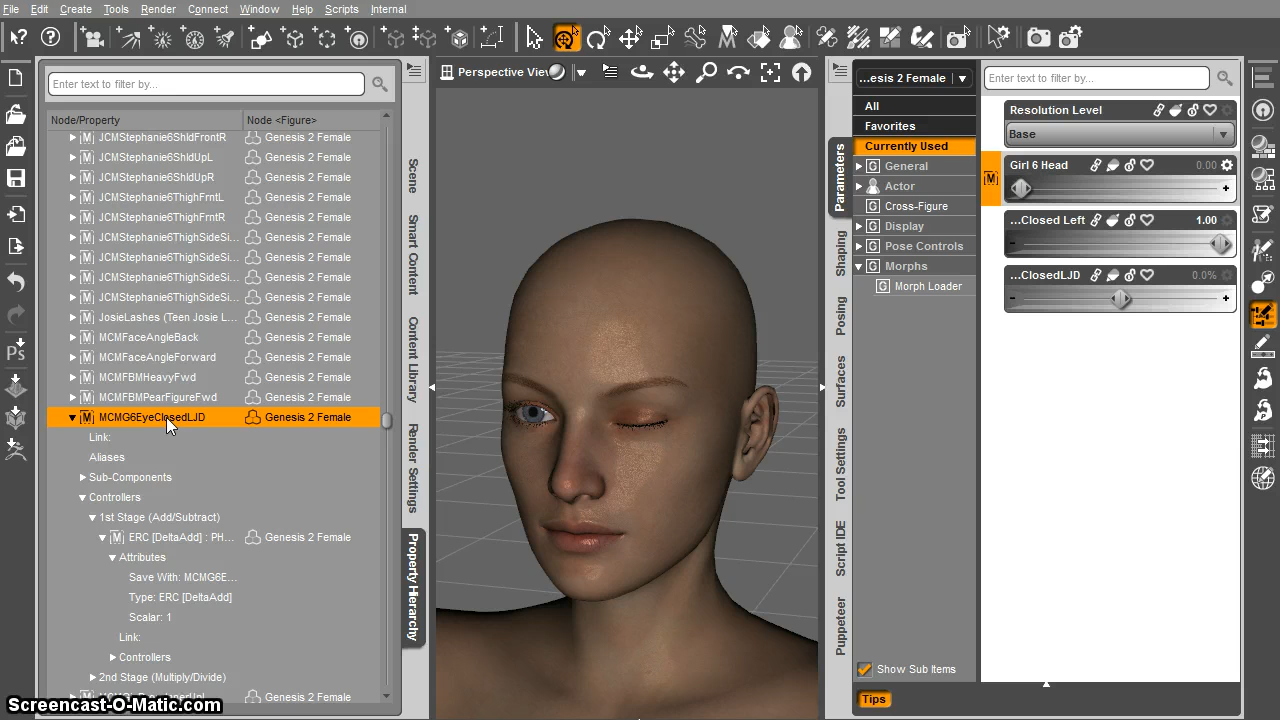 File Edit Create Tools Render Connect Window Help Scripts Internal
Enter text to filter by...
Node/Property Node <Figure>
JCMStephanie6ShldFrontR Genesis 2 Female
JCMStephanie6ShldUpL Genesis 2 Female
JCMStephanie6ShldUpR Genesis 2 Female
JCMStephanie6ThighFrntL Genesis 2 Female
JCMStephanie6ThighFrntR Genesis 2 Female
JCMStephanie6ThighSideSi... Genesis 2 Female
JCMStephanie6ThighSideSi... Genesis 2 Female
JCMStephanie6ThighSideSi... Genesis 2 Female
JCMStephanie6ThighSideSi... Genesis 2 Female
JosieLashes (Teen Josie L... Genesis 2 Female
MCMFaceAngleBack Genesis 2 Female
MCMFaceAngleForward Genesis 2 Female
MCMFBMHeavyFwd Genesis 2 Female
MCMFBMPearFigureFwd Genesis 2 Female
MCMG6EyeClosedLJD Genesis 2 Female
Link:
Aliases
Sub-Components
Controllers
1st Stage (Add/Subtract)
ERC [DeltaAdd] : PH... Genesis 2 Female
Attributes
Save With: MCMG6E...
Type: ERC [DeltaAdd]
Scalar: 1
Link:
Controllers
2nd Stage (Multiply/Divide)
Genesis 2 Female
Scene
Smart Content
Content Library
Render Settings
Property Hierarchy
Perspective View
Parameters
Shaping
Posing
Surfaces
Tool Settings
Script IDE
Puppeteer
...esis 2 Female
All
Favorites
Currently Used
General
Actor
Cross-Figure
Display
Pose Controls
Morphs
Morph Loader
Show Sub Items
Tips
Enter text to filter by...
Resolution Level
Base
Girl 6 Head 0.00
...Closed Left 1.00
...ClosedLJD 0.0%
Ps
Screencast-O-Matic.com